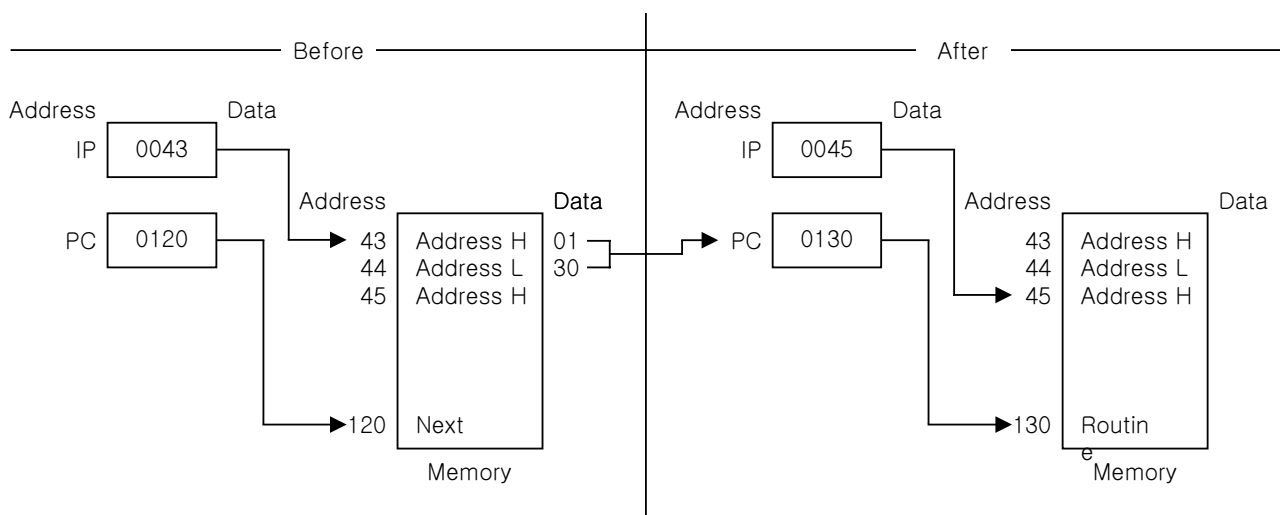 Before
Address Data
IP 0043
Address Data
PC 0120
43 Address H 01
44 Address L 30
45 Address H
120 Next
Memory
After
Address Data
IP 0045
Address Data
PC 0130
43 Address H
44 Address L
45 Address H
130 Routin
e
Memory